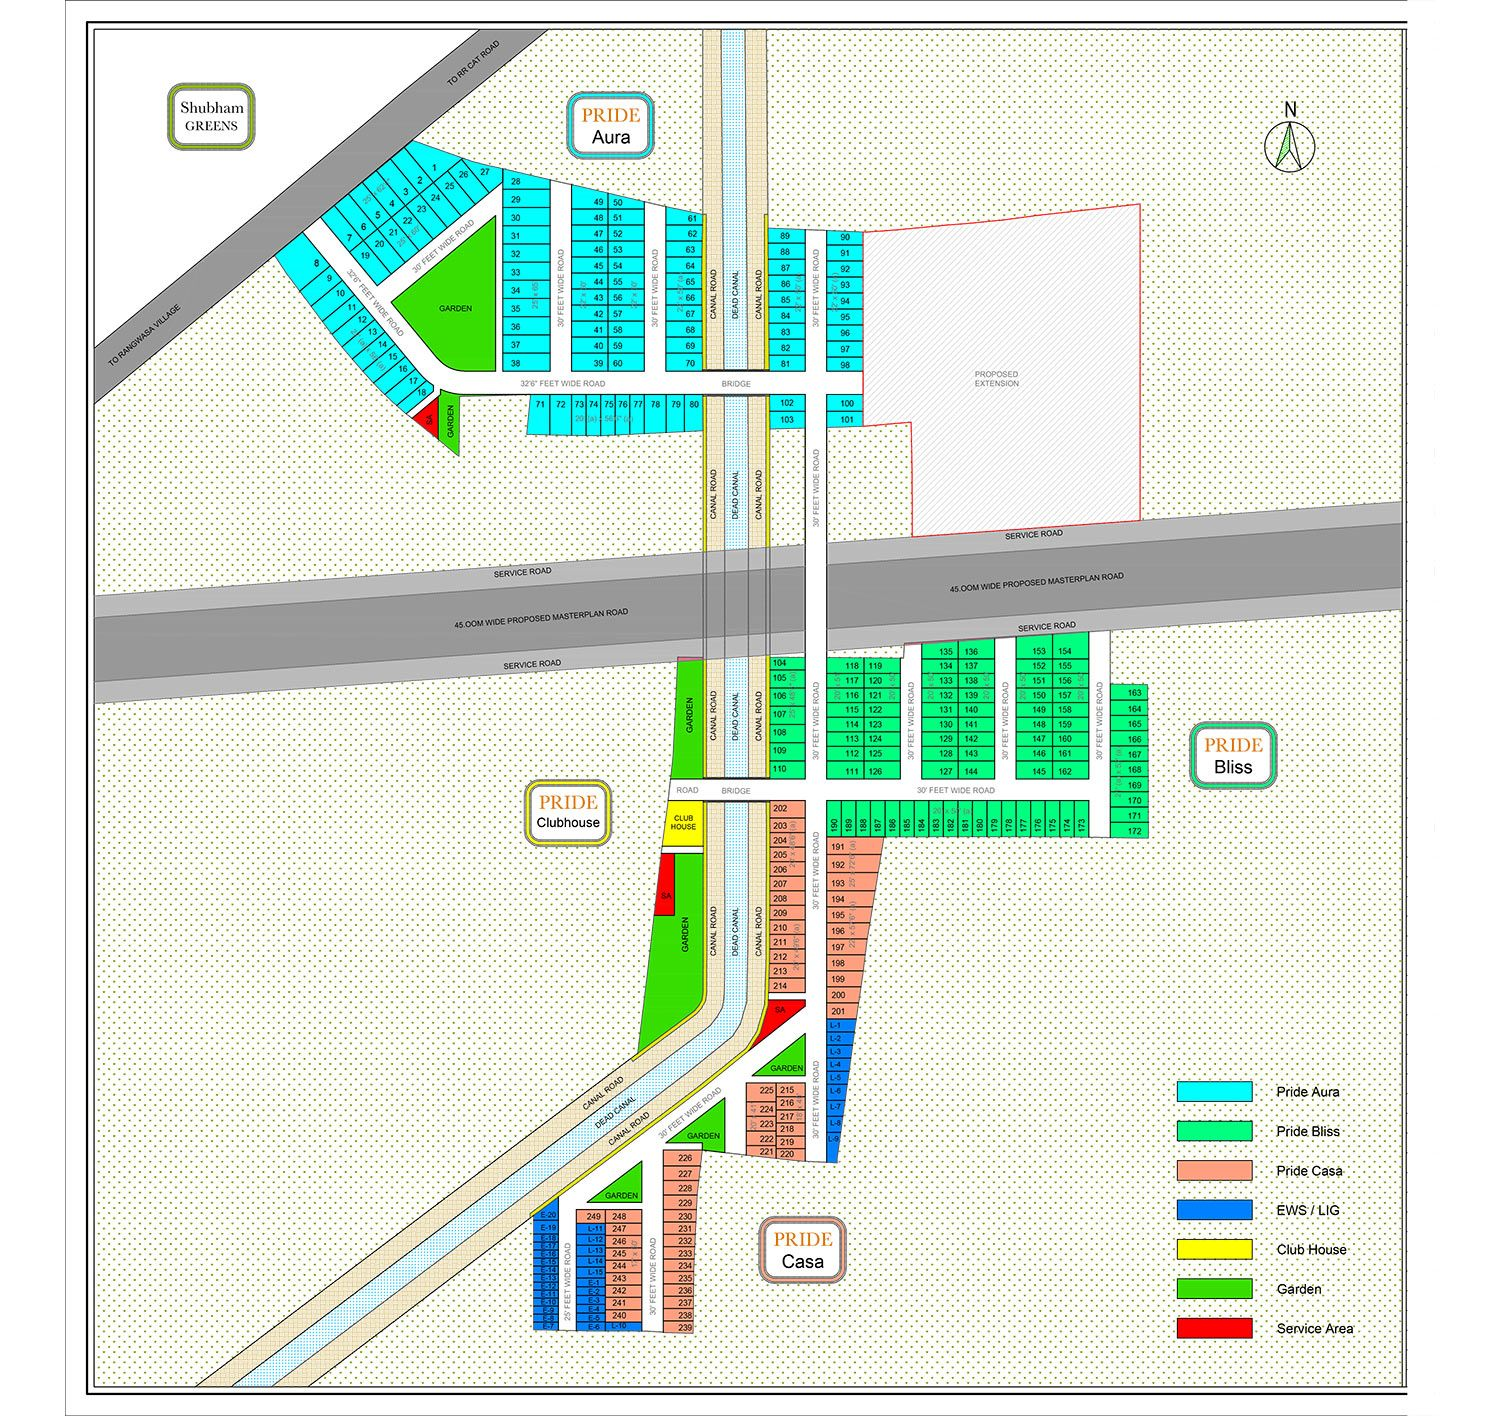 TO RR CAT ROAD
Shubham
GREENS
PRIDE
Aura
N
TO RANGWASA VILLAGE
1
2
3
4
5
6
7
26
27
25
24
23
22
21
20
19
30' FEET WIDE ROAD
32'6" FEET WIDE ROAD
8
9
10
11
12
13
14
15
16
17
18
GARDEN
SA
GARDEN
28
29
30
31
32
33
34
35
36
37
38
30' FEET WIDE ROAD
49 50
48 51
47 52
46 53
45 54
44 55
43 56
42 57
41 58
40 59
39 60
30' FEET WIDE ROAD
61
62
63
64
65
66
67
68
69
70
CANAL ROAD
DEAD CANAL
CANAL ROAD
89
88
87
86
85
84
83
82
81
30' FEET WIDE ROAD
90
91
92
93
94
95
96
97
98
PROPOSED
EXTENSION
32'6" FEET WIDE ROAD
BRIDGE
71 72 73 74 75 76 77 78 79 80
102
103
100
101
CANAL ROAD
DEAD CANAL
CANAL ROAD
30' FEET WIDE ROAD
SERVICE ROAD
SERVICE ROAD
45.OOM WIDE PROPOSED MASTERPLAN ROAD
45.OOM WIDE PROPOSED MASTERPLAN ROAD
SERVICE ROAD
SERVICE ROAD
GARDEN
CANAL ROAD
DEAD CANAL
CANAL ROAD
104
105
106
107
108
109
110
30' FEET WIDE ROAD
118 119
117 120
116 121
115 122
114 123
113 124
112 125
111 126
30' FEET WIDE ROAD
135 136
134 137
133 138
132 139
131 140
130 141
129 142
128 143
127 144
30' FEET WIDE ROAD
153 154
152 155
151 156
150 157
149 158
148 159
147 160
146 161
145 162
30' FEET WIDE ROAD
163
164
165
166
167
168
169
170
171
172
PRIDE
Bliss
ROAD
BRIDGE
30' FEET WIDE ROAD
PRIDE
Clubhouse
CLUB
HOUSE
SA
GARDEN
CANAL ROAD
DEAD CANAL
CANAL ROAD
202
203
204
205
206
207
208
209
210
211
212
213
214
30' FEET WIDE ROAD
190 189 188 187 186 185 184 183 182 181 180 179 178 177 176 175 174 173
191
192
193
194
195
196
197
198
199
200
201
L-1
L-2
L-3
L-4
L-5
L-6
L-7
L-8
L-9
SA
GARDEN
30' FEET WIDE ROAD
CANAL ROAD
DEAD CANAL
CANAL ROAD
30' FEET WIDE ROAD
GARDEN
225 215
224 216
223 217
222 218
221 219
220
226
227
228
229
230
231
232
233
234
235
236
237
238
239
GARDEN
249 248
L-11 247
L-12 246
L-13 245
L-14 244
L-15 243
E-1 242
E-2 241
E-3 240
E-4
E-5
E-6 L-10
E-20
E-19
E-18
E-17
E-16
E-15
E-14
E-13
E-12
E-11
E-10
E-9
E-8
E-7
25' FEET WIDE ROAD
30' FEET WIDE ROAD
PRIDE
Casa
Pride Aura
Pride Bliss
Pride Casa
EWS / LIG
Club House
Garden
Service Area